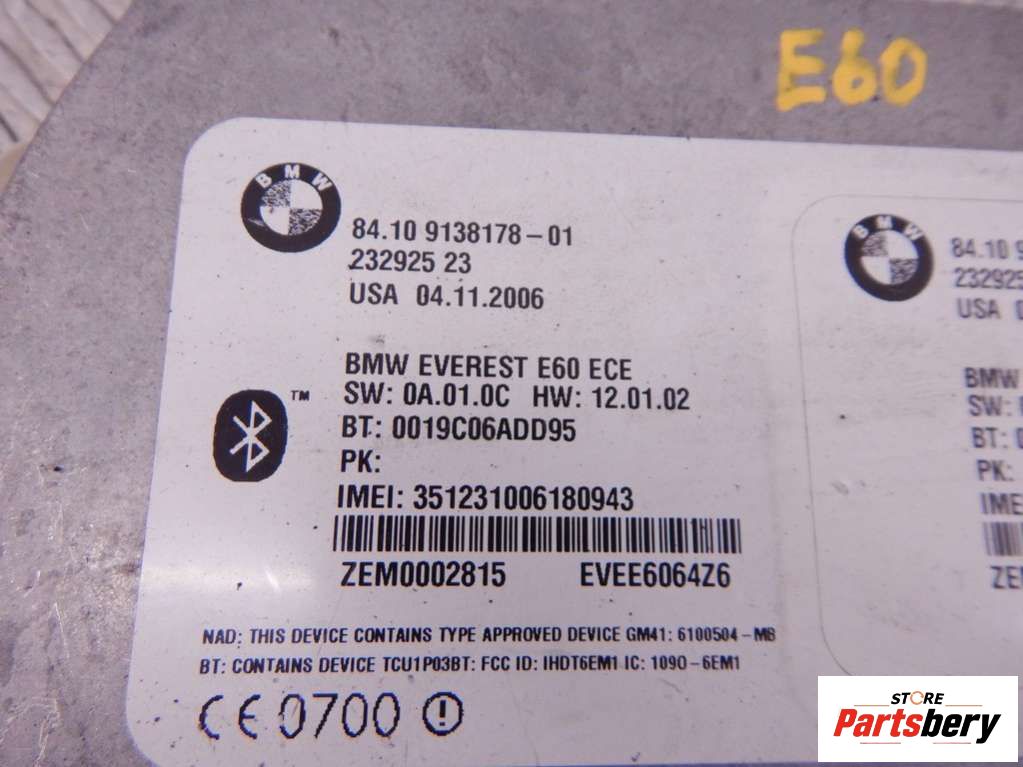 E60
BMW
84.10 9138178-01
232925 23
USA 04.11.2006
BMW EVEREST E60 ECE
SW: 0A.01.0C HW: 12.01.02
BT: 0019C06ADD95
PK:
IMEI: 351231006180943
ZEM0002815 EVEE6064Z6
NAD: THIS DEVICE CONTAINS TYPE APPROVED DEVICE GM41: 6100504-MB
BT: CONTAINS DEVICE TCU1P03BT: FCC ID: IHDT6EM1 IC: 1090-6EM1
CE 0700
TM
BMW
84.10 9
232925
USA
BMW
SW:
BT:
PK:
IME
ZE
STORE
Partsbery